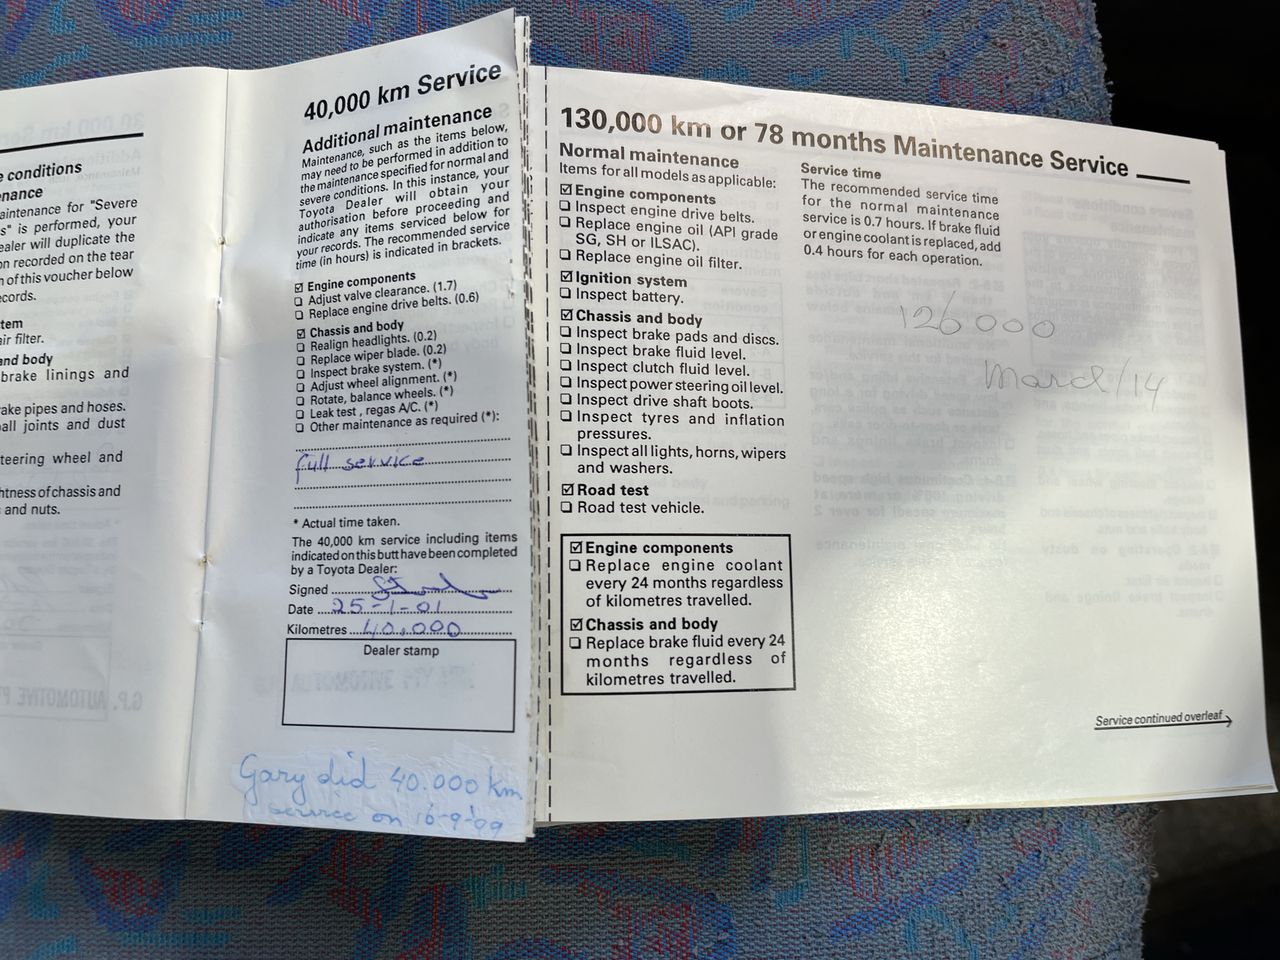 e conditions
enance
aintenance for "Severe
s" is performed, your
ealer will duplicate the
on recorded on the tear
n of this voucher below
ecords.
tem
air filter.
and body
brake linings and
ake pipes and hoses.
ball joints and dust
teering wheel and
htness of chassis and
and nuts.
G.P. AUTOMOTIVE P
40,000 km Service
Additional maintenance
Maintenance, such as the items below,
may need to be performed in addition to
the maintenance specified for normal and
severe conditions. In this instance, your
Toyota Dealer will obtain your
authorisation before proceeding and
indicate any items serviced below for
your records. The recommended service
time (in hours) is indicated in brackets.
☑ Engine components
❏ Adjust valve clearance. (1.7)
❏ Replace engine drive belts. (0.6)
☑ Chassis and body
❏ Realign headlights. (0.2)
❏ Replace wiper blade. (0.2)
❏ Inspect brake system. (*)
❏ Adjust wheel alignment. (*)
❏ Rotate, balance wheels. (*)
❏ Leak test, regas A/C. (*)
❏ Other maintenance as required (*):
full service
* Actual time taken.
The 40,000 km service including items
indicated on this butt have been completed
by a Toyota Dealer:
Signed
Date 25-1-01
Kilometres 40,000
Dealer stamp
Gary did 40.000 km
service on 16-9-99
130,000 km or 78 months Maintenance Service
Normal maintenance
Items for all models as applicable:
☑ Engine components
❏ Inspect engine drive belts.
❏ Replace engine oil (API grade
SG, SH or ILSAC).
❏ Replace engine oil filter.
☑ Ignition system
❏ Inspect battery.
☑ Chassis and body
❏ Inspect brake pads and discs.
❏ Inspect brake fluid level.
❏ Inspect clutch fluid level.
❏ Inspect power steering oil level.
❏ Inspect drive shaft boots.
❏ Inspect tyres and inflation
pressures.
❏ Inspect all lights, horns, wipers
and washers.
☑ Road test
❏ Road test vehicle.
☑ Engine components
❏ Replace engine coolant
every 24 months regardless
of kilometres travelled.
☑ Chassis and body
❏ Replace brake fluid every 24
months regardless of
kilometres travelled.
Service time
The recommended service time
for the normal maintenance
service is 0.7 hours. If brake fluid
or engine coolant is replaced, add
0.4 hours for each operation.
126000
March/14
Service continued overleaf